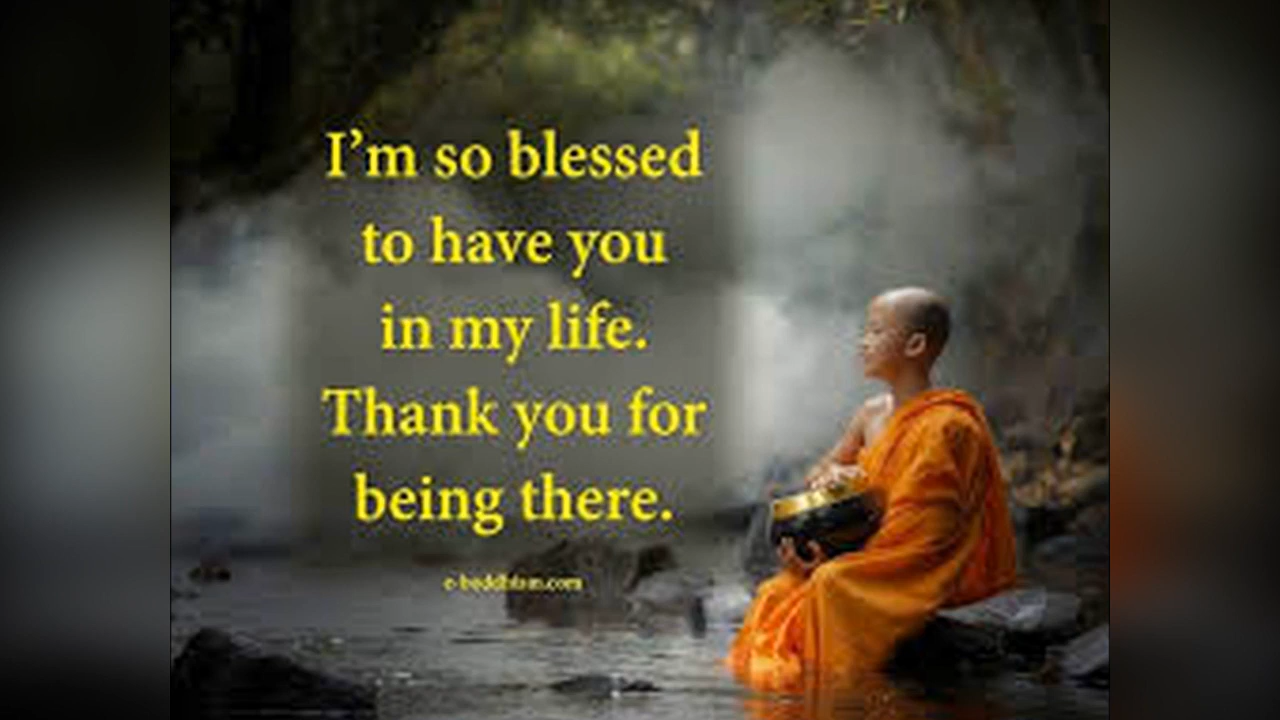 I'm so blessed
to have you
in my life.
Thank you for
being there.
e-buddhism.com